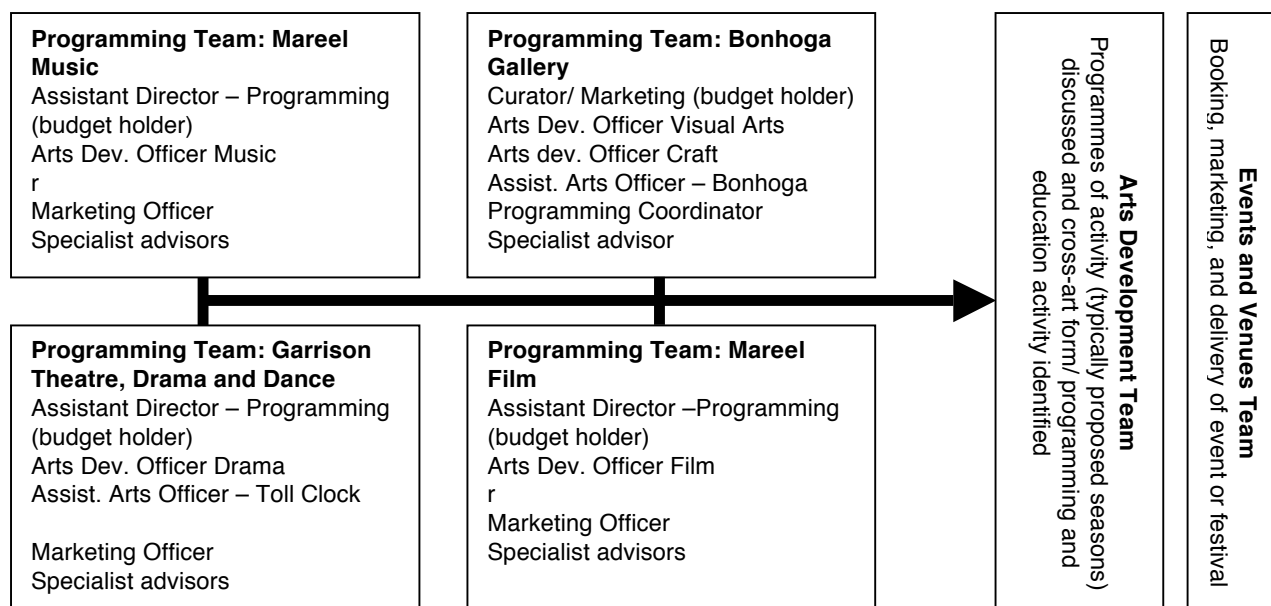 Programming Team: Mareel
Music
Assistant Director – Programming
(budget holder)
Arts Dev. Officer Music
r
Marketing Officer
Specialist advisors
Programming Team: Bonhoga
Gallery
Curator/ Marketing (budget holder)
Arts Dev. Officer Visual Arts
Arts dev. Officer Craft
Assist. Arts Officer – Bonhoga
Programming Coordinator
Specialist advisor
Programming Team: Garrison
Theatre, Drama and Dance
Assistant Director – Programming
(budget holder)
Arts Dev. Officer Drama
Assist. Arts Officer – Toll Clock
Marketing Officer
Specialist advisors
Programming Team: Mareel
Film
Assistant Director –Programming
(budget holder)
Arts Dev. Officer Film
r
Marketing Officer
Specialist advisors
Arts Development Team
Programmes of activity (typically proposed seasons)
discussed and cross-art form/ programming and
education activity identified
Events and Venues Team
Booking, marketing, and delivery of event or festival